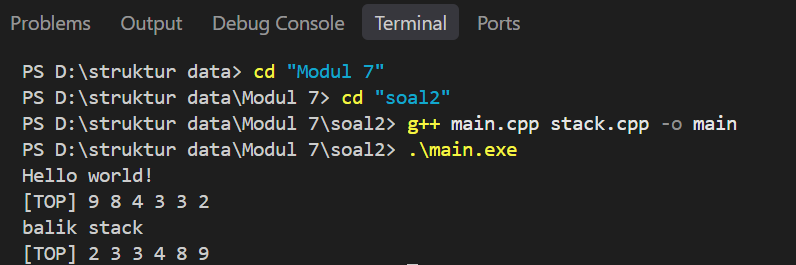 Problems Output Debug Console Terminal Ports
PS D:\struktur data> cd "Modul 7"
PS D:\struktur data\Modul 7> cd "soal2"
PS D:\struktur data\Modul 7\soal2> g++ main.cpp stack.cpp -o main
PS D:\struktur data\Modul 7\soal2> .\main.exe
Hello world!
[TOP] 9 8 4 3 3 2
balik stack
[TOP] 2 3 3 4 8 9